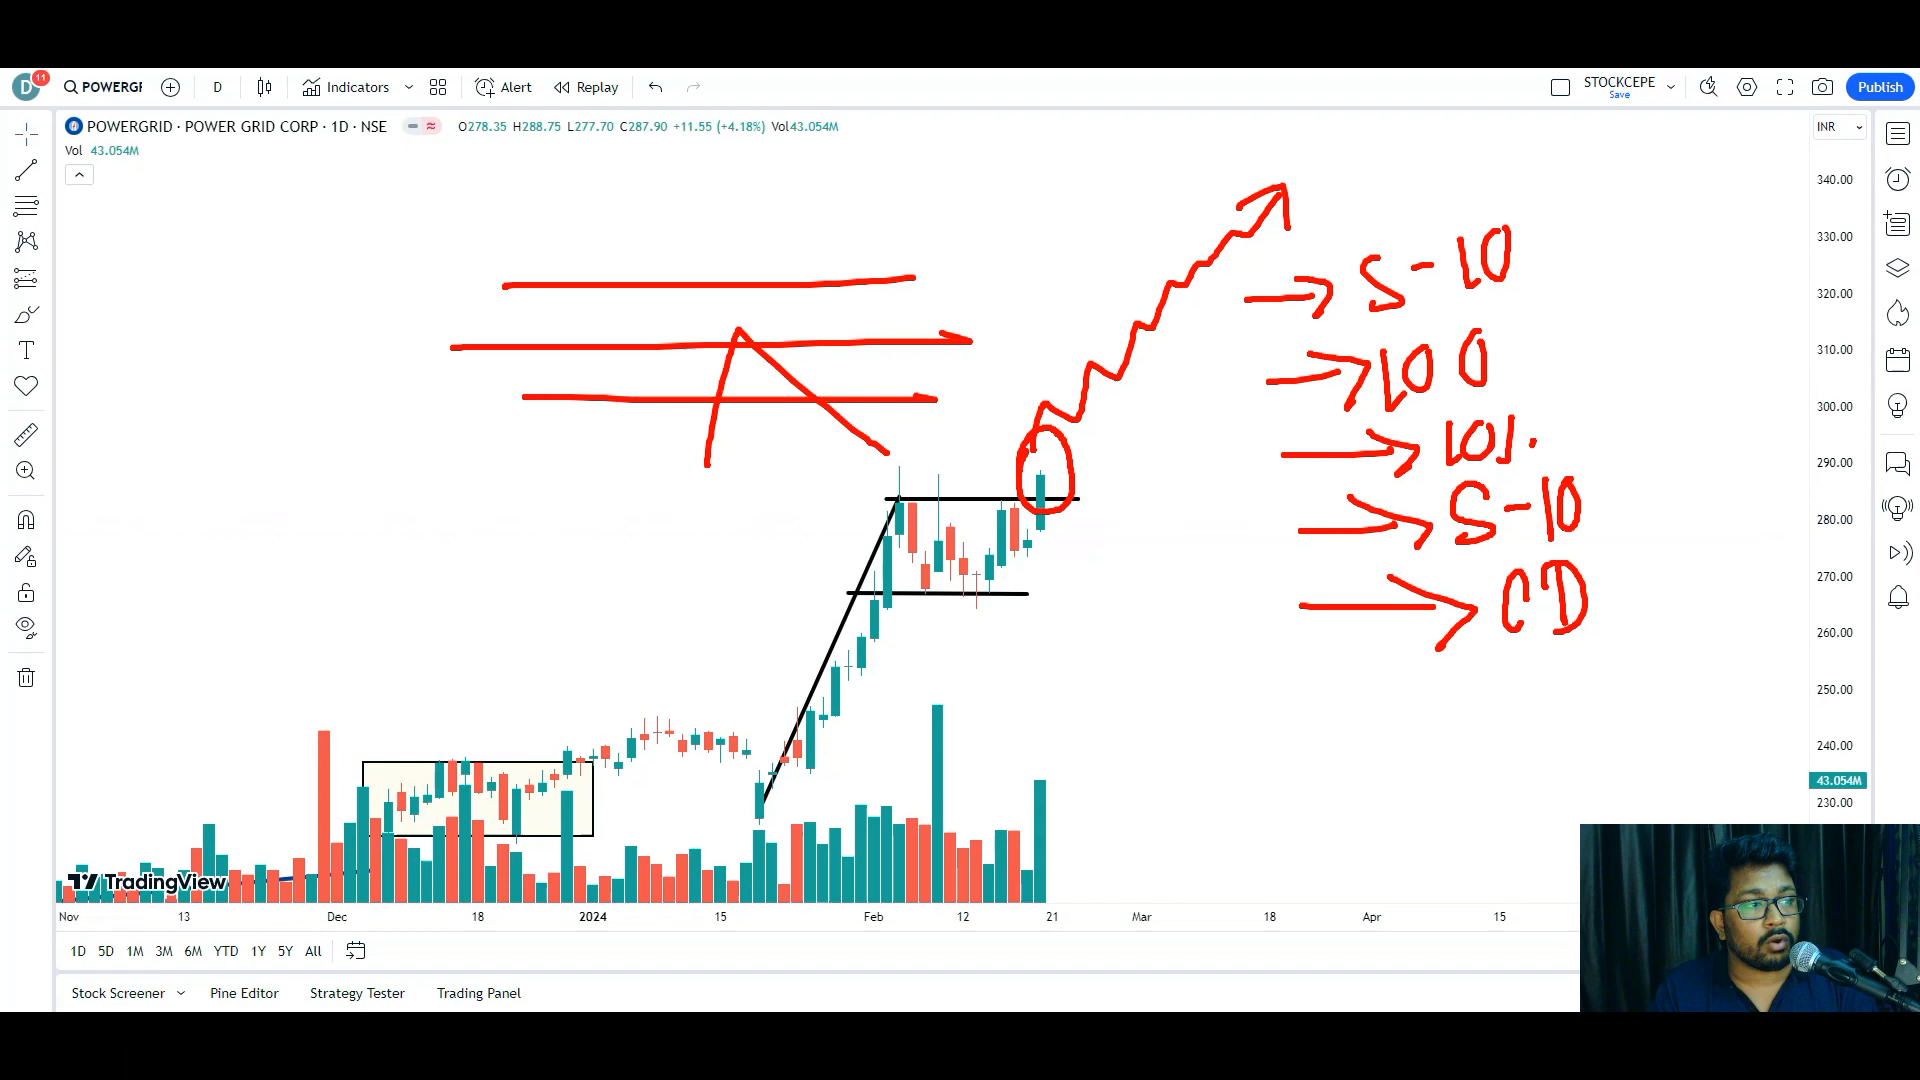 D 11 POWERGR D Indicators Alert Replay STOCKCEPE Save Publish
POWERGRID · POWER GRID CORP · 1D · NSE O278.35 H288.75 L277.70 C287.90 +11.55 (+4.18%) Vol43.054M INR
Vol 43.054M
340.00
330.00
320.00
310.00
300.00
290.00
280.00
270.00
260.00
250.00
240.00
43.054M
230.00
S-10
100
101.
S-10
CD
TradingView
Nov 13 Dec 18 2024 15 Feb 12 21 Mar 18 Apr 15
1D 5D 1M 3M 6M YTD 1Y 5Y All
Stock Screener Pine Editor Strategy Tester Trading Panel